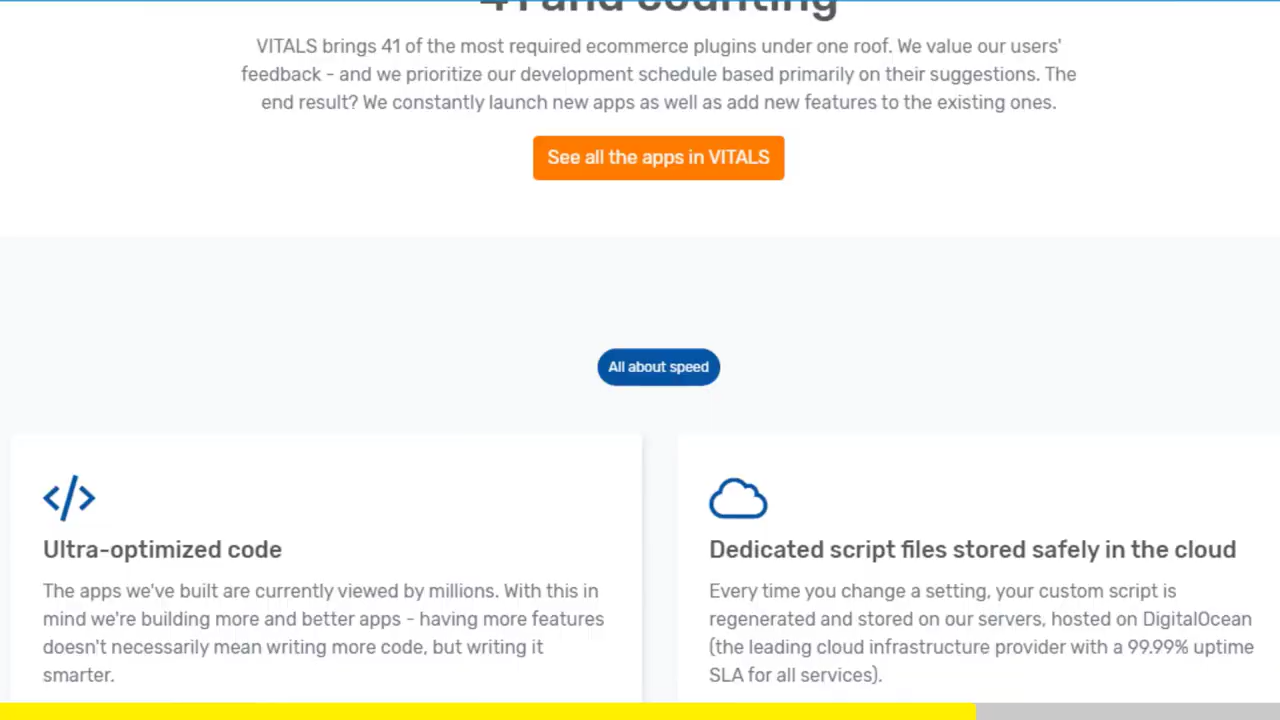 41 and counting
VITALS brings 41 of the most required ecommerce plugins under one roof. We value our users'
feedback - and we prioritize our development schedule based primarily on their suggestions. The
end result? We constantly launch new apps as well as add new features to the existing ones.
See all the apps in VITALS
All about speed
Ultra-optimized code
The apps we've built are currently viewed by millions. With this in
mind we're building more and better apps - having more features
doesn't necessarily mean writing more code, but writing it
smarter.
Dedicated script files stored safely in the cloud
Every time you change a setting, your custom script is
regenerated and stored on our servers, hosted on DigitalOcean
(the leading cloud infrastructure provider with a 99.99% uptime
SLA for all services).